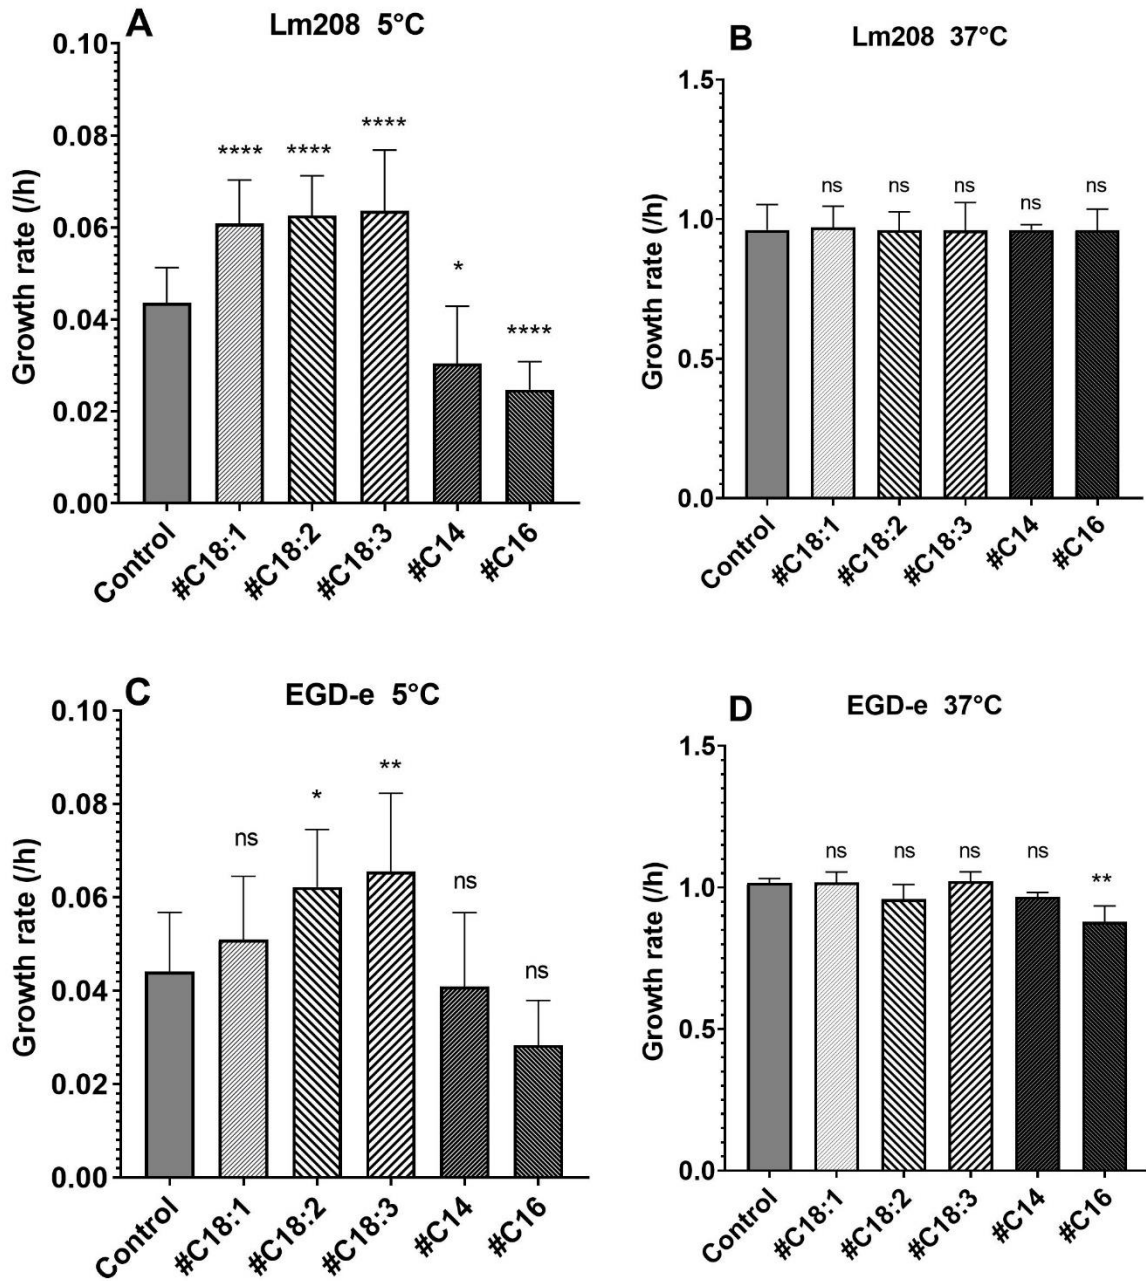 A
Lm208 5°C
Growth rate (/h)
0.10
0.08
0.06
0.04
0.02
0.00
****
****
****
*
****
Control
#C18:1
#C18:2
#C18:3
#C14
#C16
B
Lm208 37°C
Growth rate (/h)
1.5
1.0
0.5
0.0
ns
ns
ns
ns
ns
Control
#C18:1
#C18:2
#C18:3
#C14
#C16
C
EGD-e 5°C
Growth rate (/h)
0.10
0.08
0.06
0.04
0.02
0.00
ns
*
**
ns
ns
Control
#C18:1
#C18:2
#C18:3
#C14
#C16
D
EGD-e 37°C
Growth rate (/h)
1.5
1.0
0.5
0.0
ns
ns
ns
ns
**
Control
#C18:1
#C18:2
#C18:3
#C14
#C16